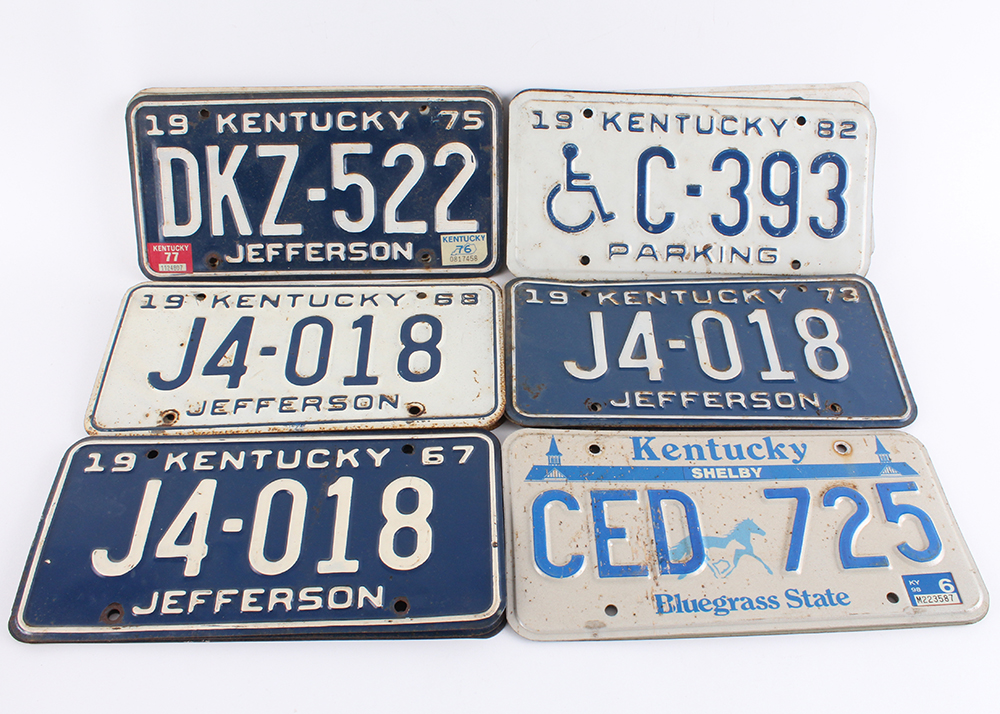 19 KENTUCKY 75
DKZ-522
KENTUCKY
77
KENTUCKY
76
0817458
JEFFERSON
19 KENTUCKY 82
C-393
PARKING
19 KENTUCKY 68
J4-018
JEFFERSON
19 KENTUCKY 73
J4-018
JEFFERSON
19 KENTUCKY 67
J4-018
JEFFERSON
Kentucky
SHELBY
CED 725
KY 6
98
M223587
Bluegrass State